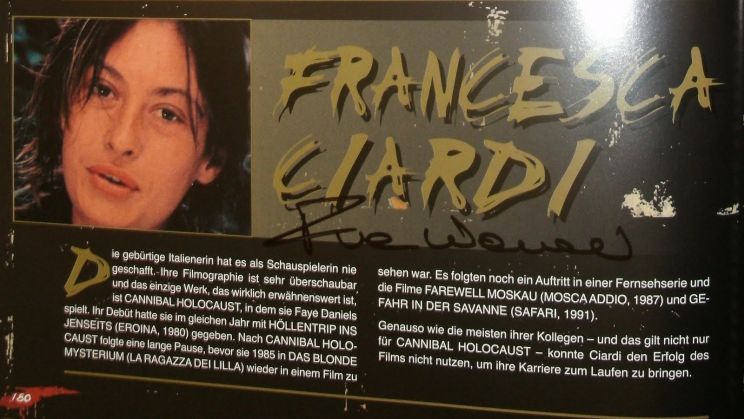 FRANCESCA
CIARDI
Die gebürtige Italienerin hat es als Schauspielerin nie
geschafft. Ihre Filmographie ist sehr überschaubar
und das einzige Werk, das wirklich erwähnenswert ist,
ist CANNIBAL HOLOCAUST, in dem sie Faye Daniels
spielt. Ihr Debüt hatte sie im gleichen Jahr mit HÖLLENTRIP INS
JENSEITS (EROINA, 1980) gegeben. Nach CANNIBAL HOLO-
CAUST folgte eine lange Pause, bevor sie 1985 in DAS BLONDE
MYSTERIUM (LA RAGAZZA DEI LILLA) wieder in einem Film zu
sehen war. Es folgten noch ein Auftritt in einer Fernsehserie und
die Filme FAREWELL MOSKAU (MOSCA ADDIO, 1987) und GE-
FAHR IN DER SAVANNE (SAFARI, 1991).
Genauso wie die meisten ihrer Kollegen – und das gilt nicht nur
für CANNIBAL HOLOCAUST – konnte Ciardi den Erfolg des
Films nicht nutzen, um ihre Karriere zum Laufen zu bringen.
180